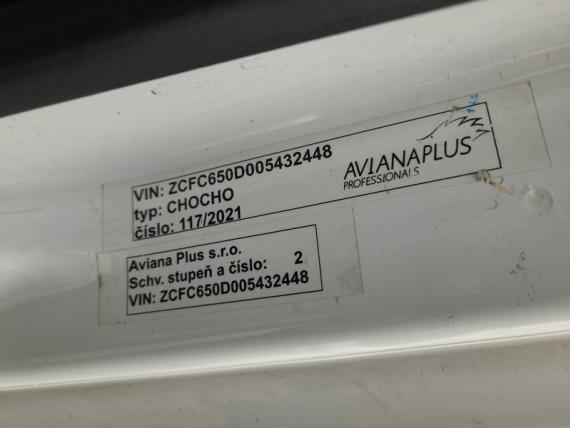 VIN: ZCFC650D005432448
typ: CHOCHO
číslo: 117/2021
AVIANAPLUS
PROFESSIONALS
Aviana Plus s.r.o.
Schv. stupeň a číslo: 2
VIN: ZCFC650D005432448